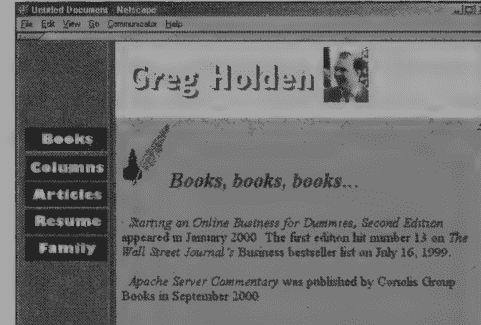 Untitled Document - Netscape
File Edit View Go Communicator Help
Greg Holden
Books
Columns
Articles
Resume
Family
Books, books, books...
Starting an Online Business for Dummies, Second Edition
appeared in January 2000. The first edition hit number 13 on The
Wall Street Journal's Business bestseller list on July 16, 1999.
Apache Server Commentary was published by Coriolis Group
Books in September 2000